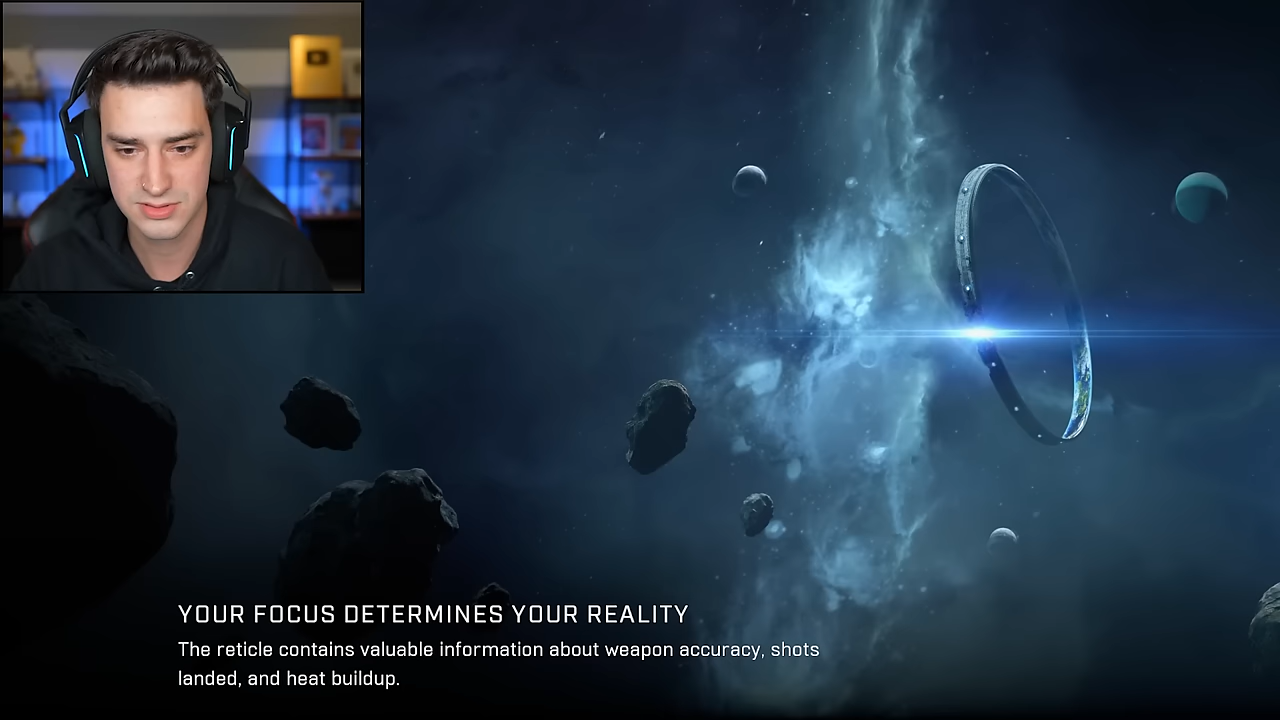 YOUR FOCUS DETERMINES YOUR REALITY
The reticle contains valuable information about weapon accuracy, shots
landed, and heat buildup.